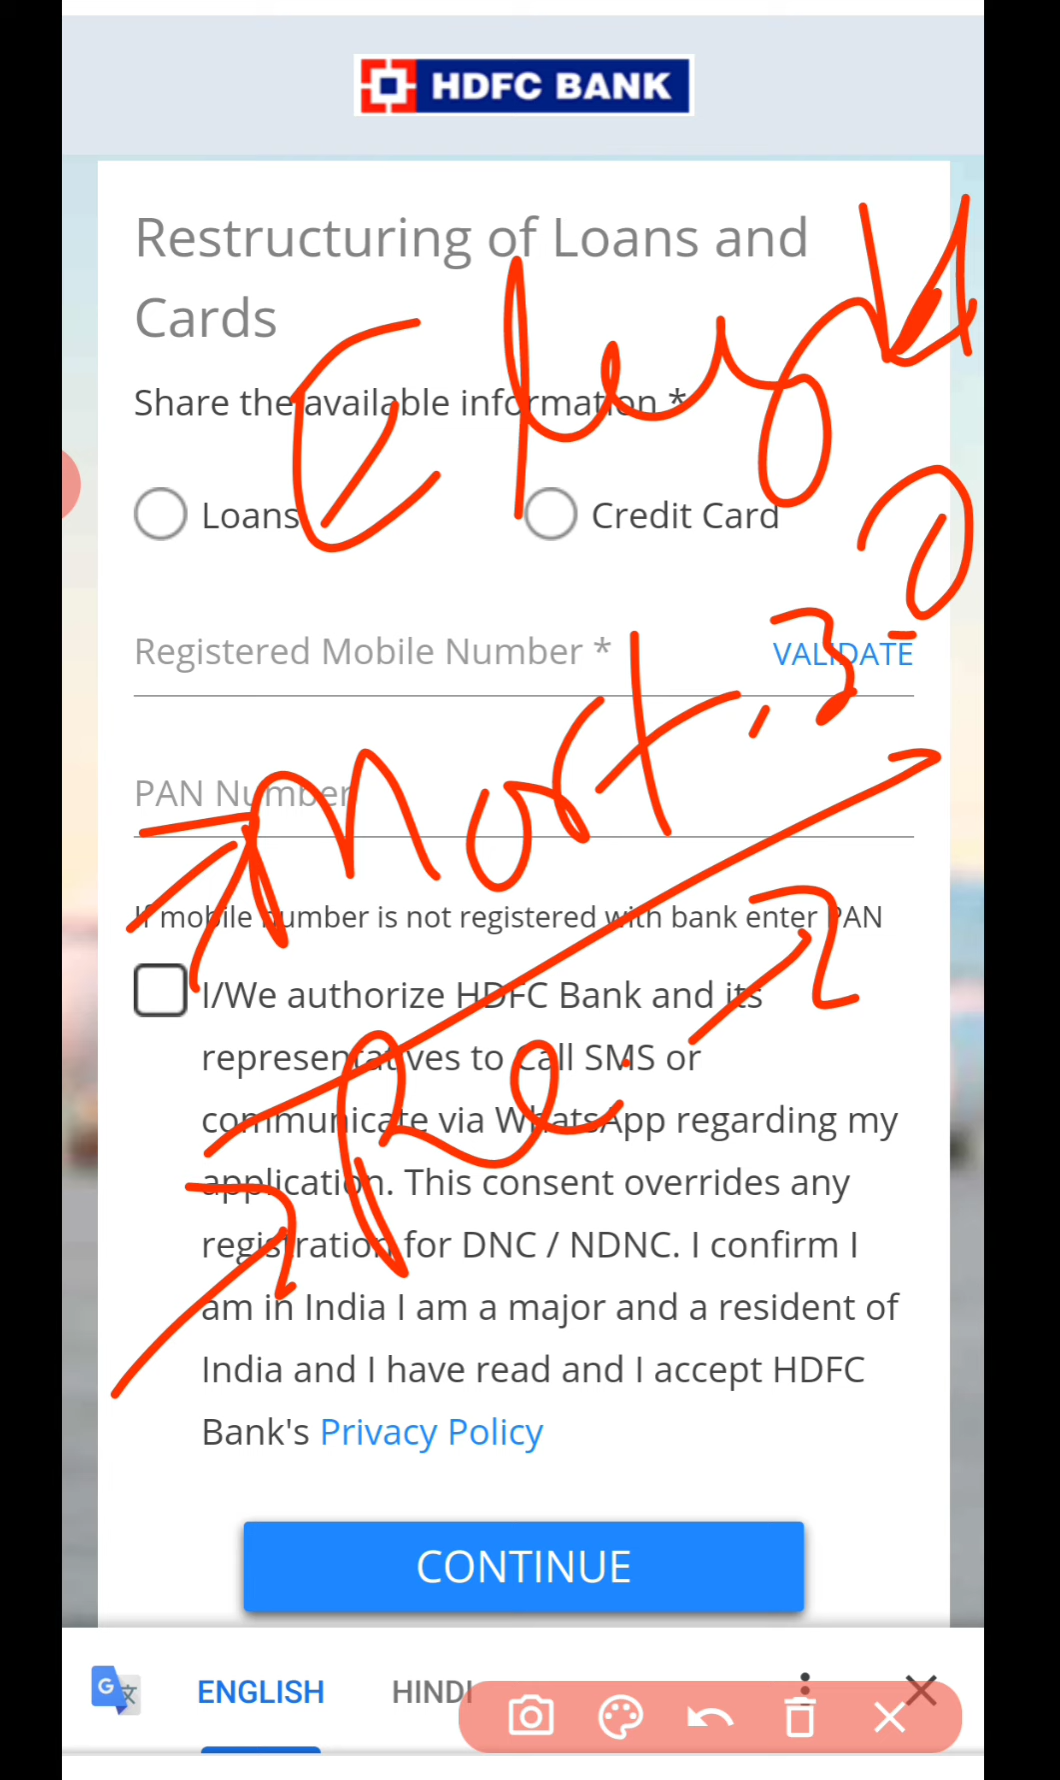 HDFC BANK
Restructuring of Loans and
Cards
Share the available information *
Loans
Credit Card
Registered Mobile Number *
VALIDATE
PAN Number
If mobile number is not registered with bank enter PAN
I/We authorize HDFC Bank and its
representatives to Call SMS or
communicate via WhatsApp regarding my
application. This consent overrides any
registration for DNC / NDNC. I confirm I
am in India I am a major and a resident of
India and I have read and I accept HDFC
Bank's Privacy Policy
CONTINUE
ENGLISH
HINDI